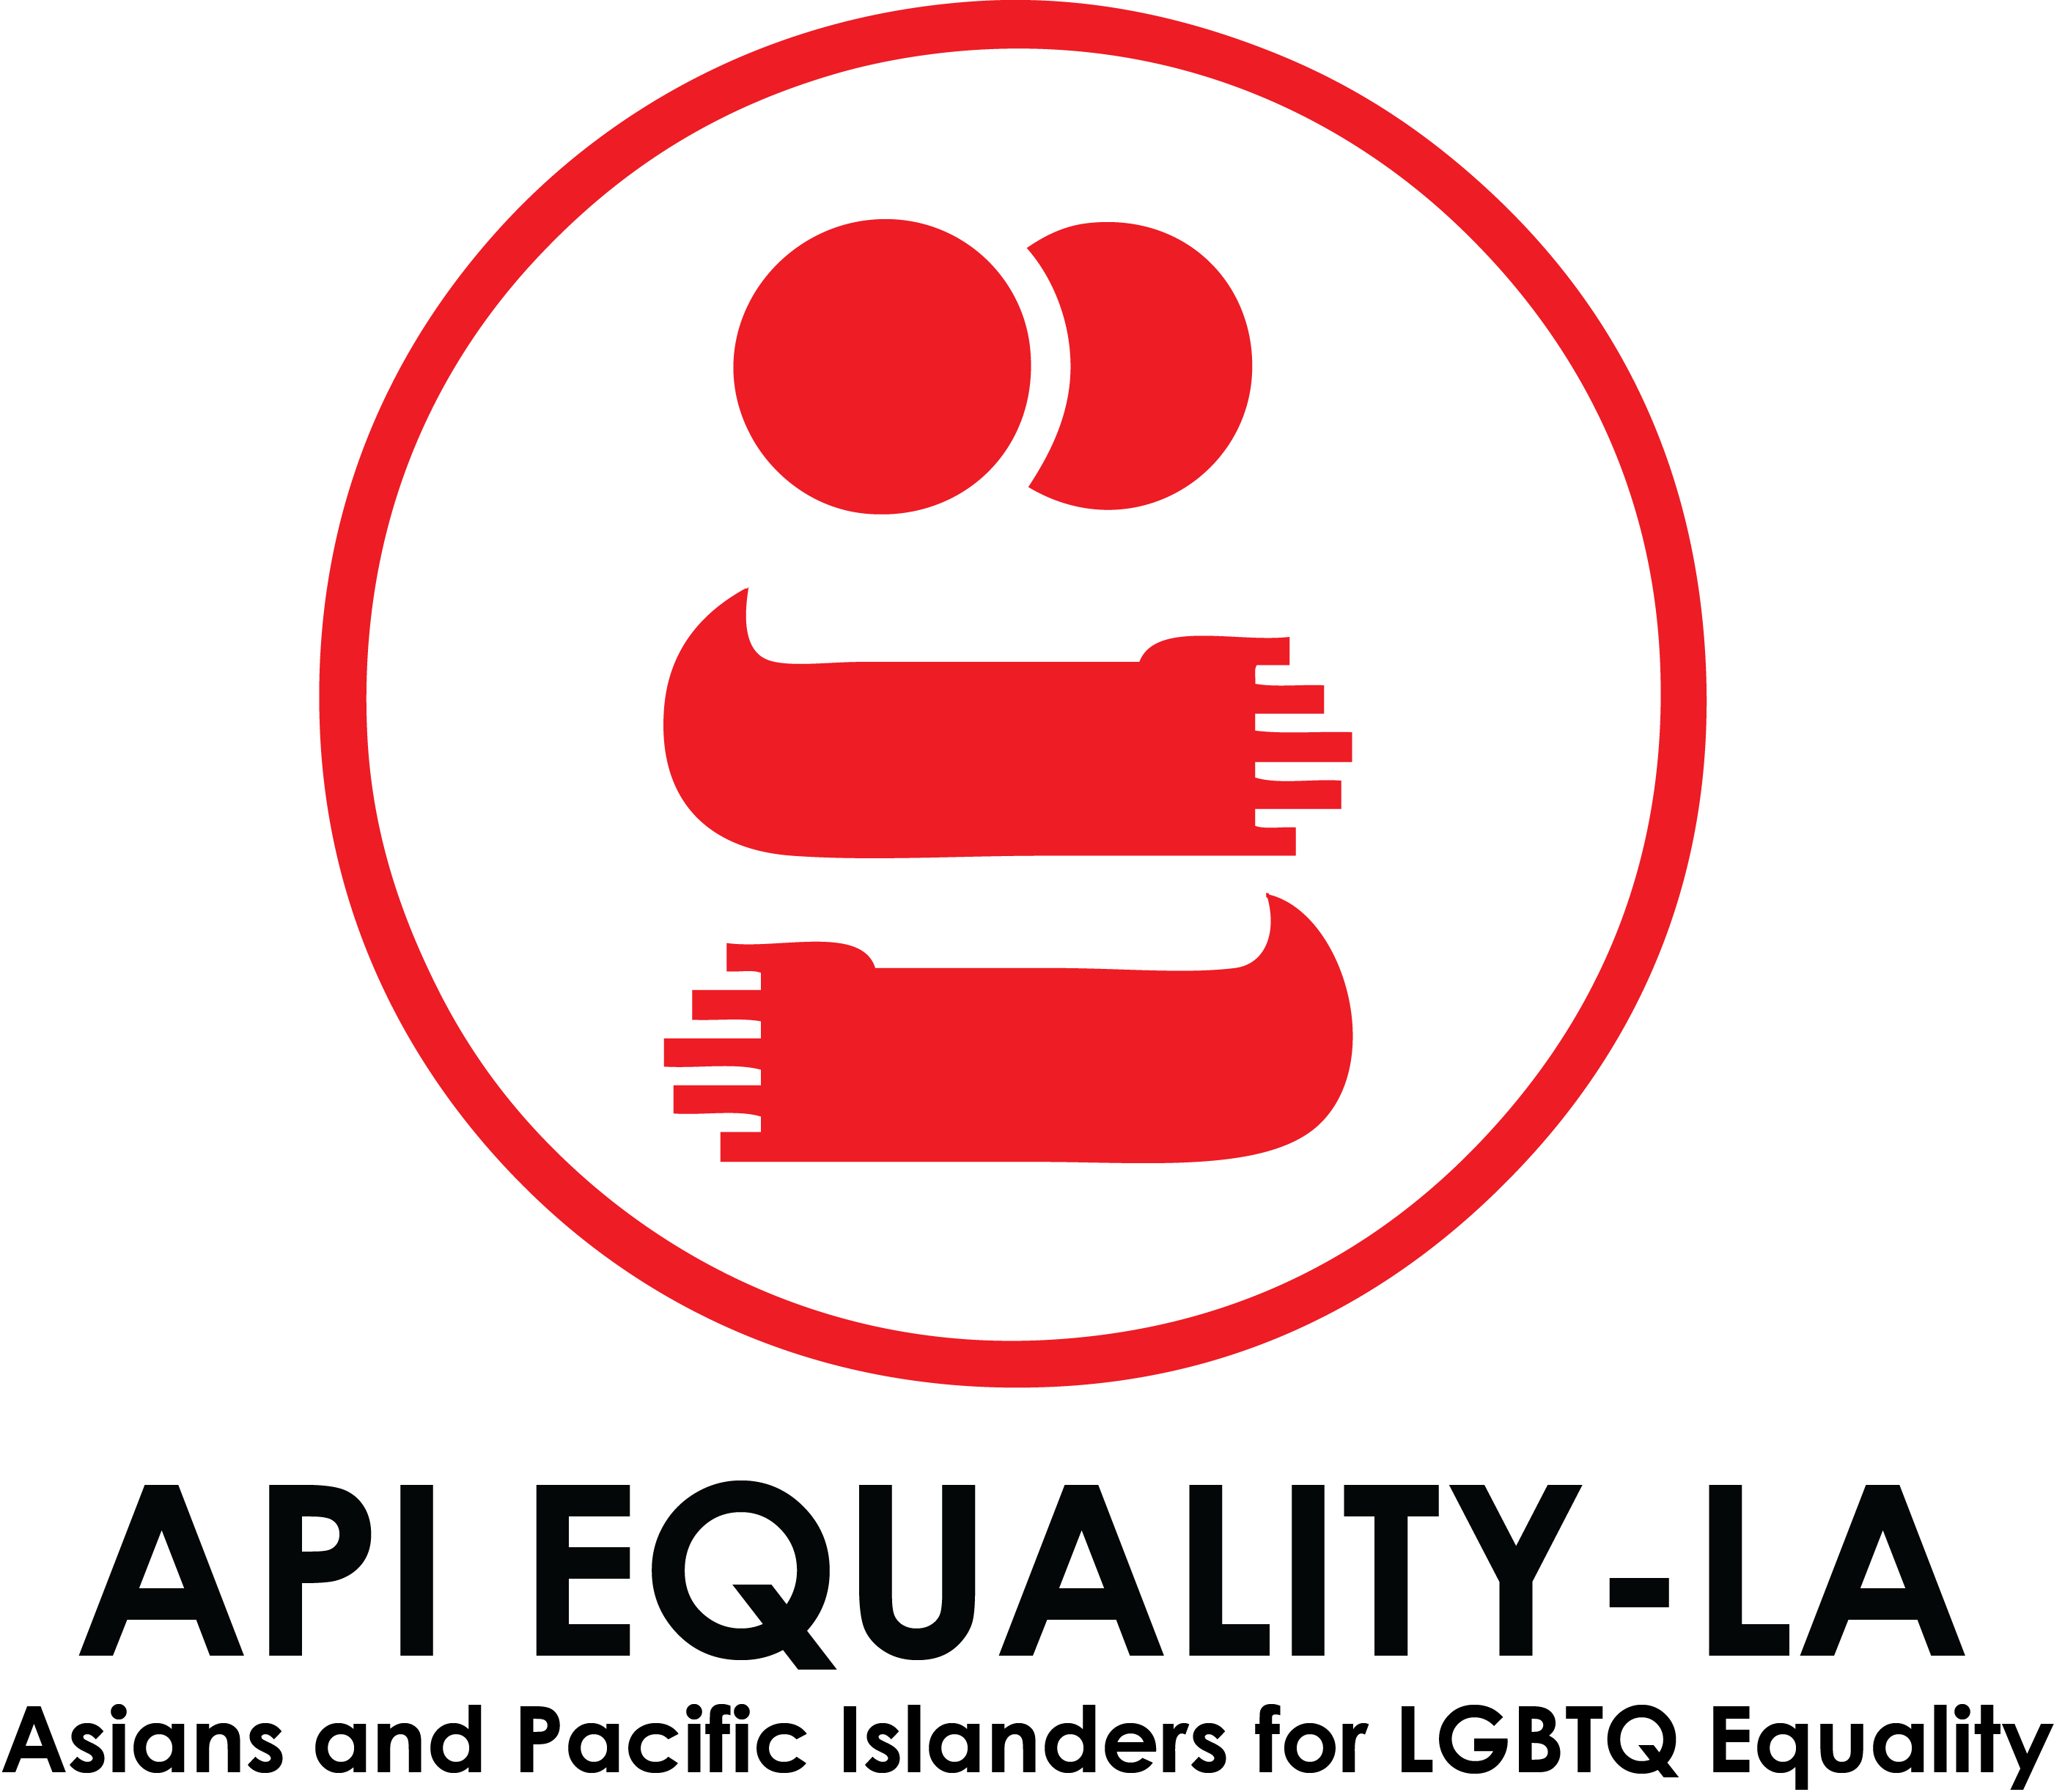 API EQUALITY-LA
Asians and Pacific Islanders for LGBTQ Equality